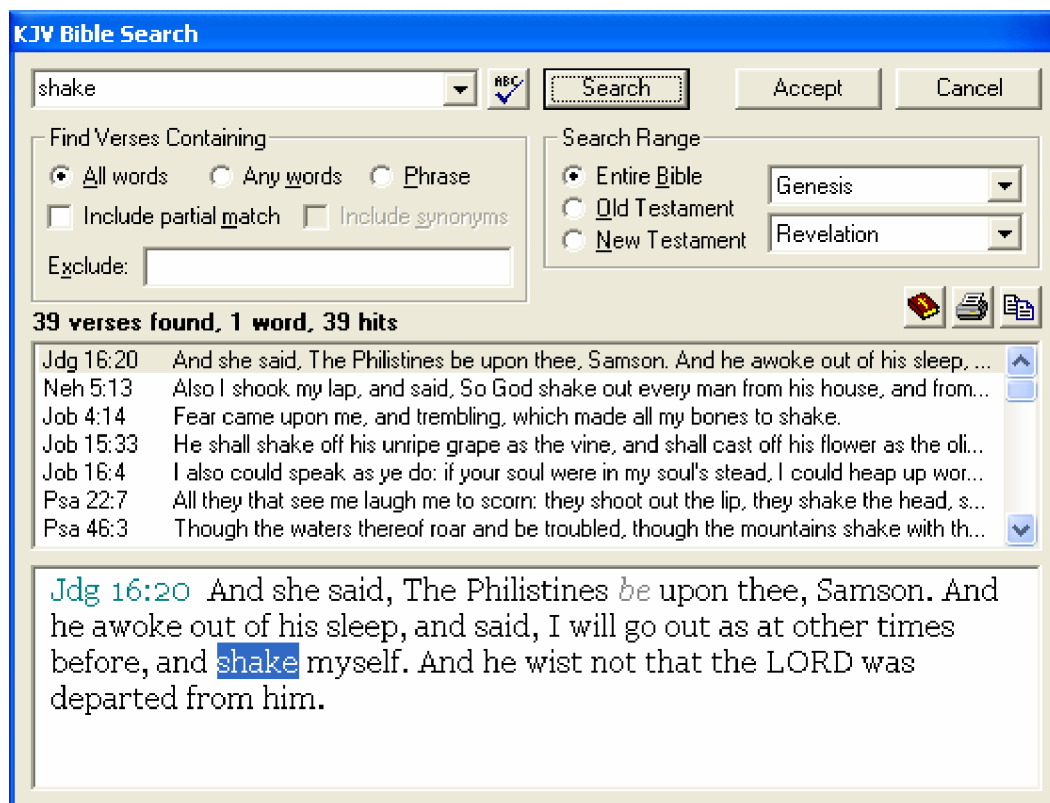 KJV Bible Search
shake ABC Search Accept Cancel
Find Verses Containing
All words Any words Phrase
Include partial match Include synonyms
Exclude:
Search Range
Entire Bible Genesis
Old Testament
New Testament Revelation
39 verses found, 1 word, 39 hits
Jdg 16:20 And she said, The Philistines be upon thee, Samson. And he awoke out of his sleep, ...
Neh 5:13 Also I shook my lap, and said, So God shake out every man from his house, and from...
Job 4:14 Fear came upon me, and trembling, which made all my bones to shake.
Job 15:33 He shall shake off his unripe grape as the vine, and shall cast off his flower as the oli...
Job 16:4 I also could speak as ye do: if your soul were in my soul's stead, I could heap up wor...
Psa 22:7 All they that see me laugh me to scorn: they shoot out the lip, they shake the head, s...
Psa 46:3 Though the waters thereof roar and be troubled, though the mountains shake with th...
Jdg 16:20 And she said, The Philistines be upon thee, Samson. And
he awoke out of his sleep, and said, I will go out as at other times
before, and shake myself. And he wist not that the LORD was
departed from him.